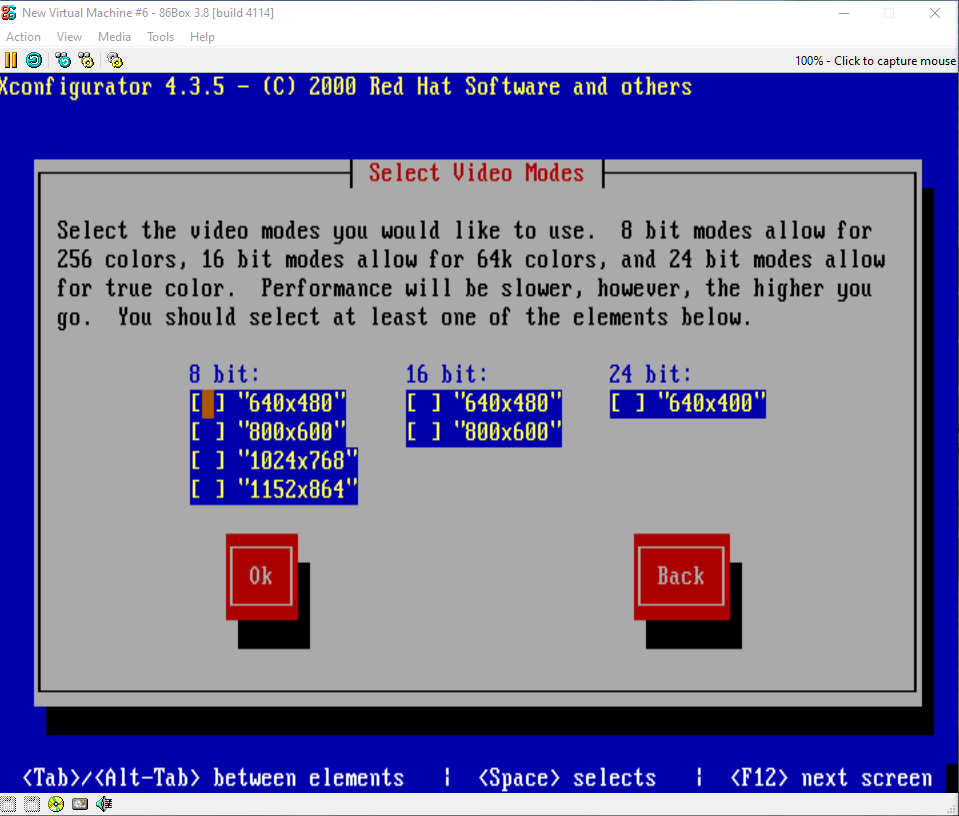 New Virtual Machine #6 - 86Box 3.8 [build 4114]
Action View Media Tools Help
100% - Click to capture mouse
Xconfigurator 4.3.5 - (C) 2000 Red Hat Software and others
Select Video Modes
Select the video modes you would like to use.  8 bit modes allow for
256 colors, 16 bit modes allow for 64k colors, and 24 bit modes allow
for true color.  Performance will be slower, however, the higher you
go.  You should select at least one of the elements below.
8 bit: 16 bit: 24 bit:
[ ] "640x480" [ ] "640x480" [ ] "640x400"
[ ] "800x600" [ ] "800x600"
[ ] "1024x768"
[ ] "1152x864"
Ok Back
<Tab>/<Alt-Tab> between elements | <Space> selects | <F12> next screen